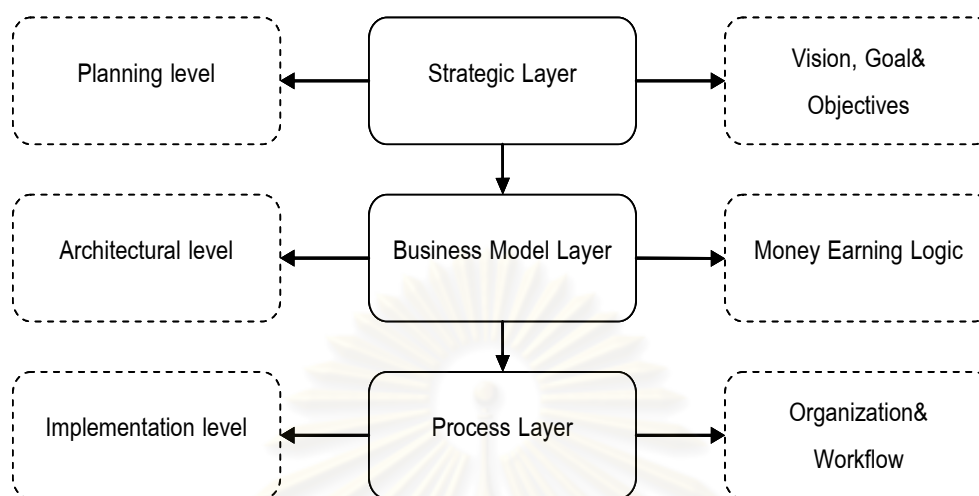 Planning level
Strategic Layer
Vision, Goal&
Objectives
Architectural level
Business Model Layer
Money Earning Logic
Implementation level
Process Layer
Organization&
Workflow